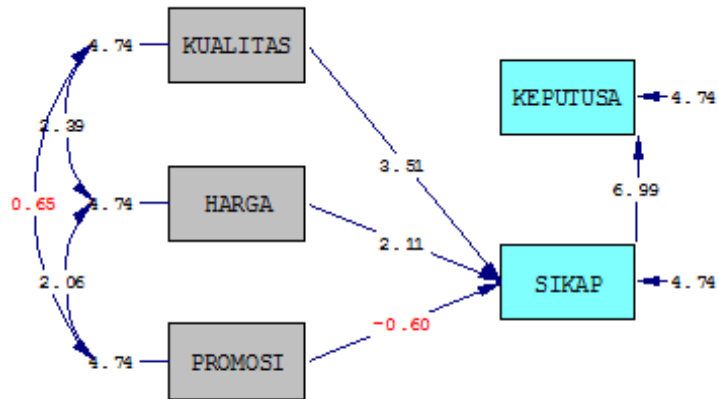 4.74
KUALITAS
KEPUTUSA
4.74
2.39
3.51
6.99
0.65
4.74
HARGA
2.11
2.06
SIKAP
4.74
-0.60
4.74
PROMOSI